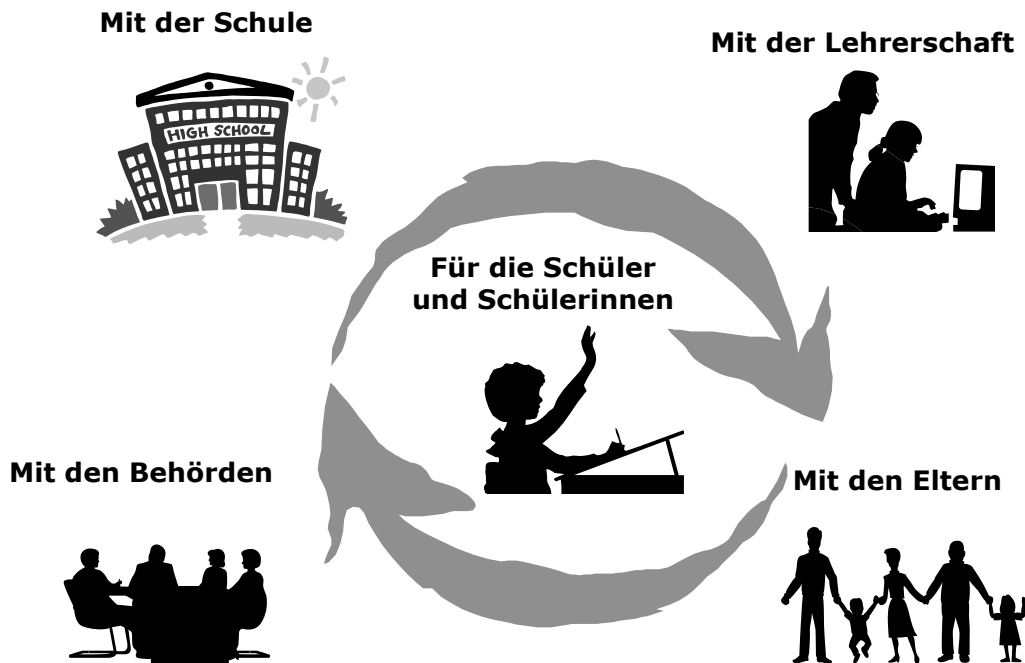 Mit der Schule
Mit der Lehrerschaft
HIGH SCHOOL
Für die Schüler
und Schülerinnen
Mit den Behörden
Mit den Eltern